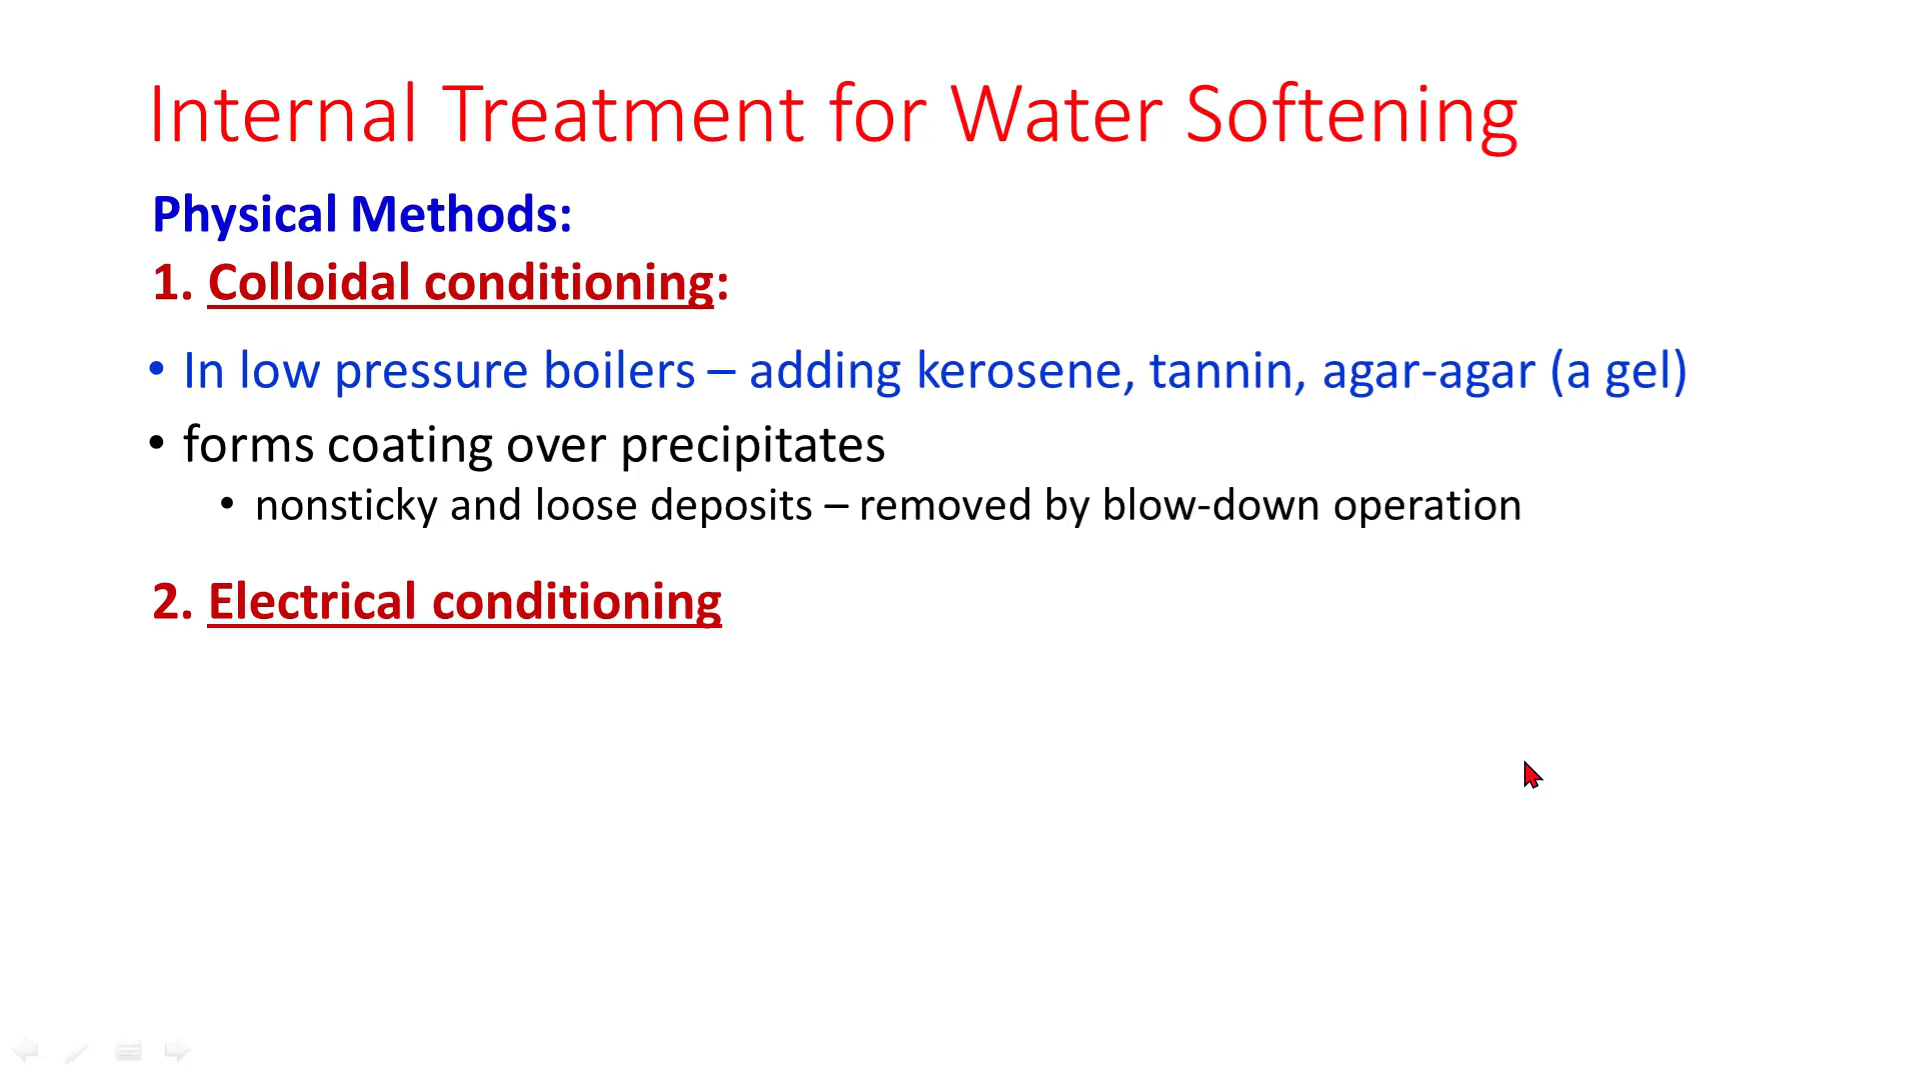 Internal Treatment for Water Softening
Physical Methods:
1. Colloidal conditioning:
• In low pressure boilers – adding kerosene, tannin, agar-agar (a gel)
• forms coating over precipitates
• nonsticky and loose deposits – removed by blow-down operation
2. Electrical conditioning